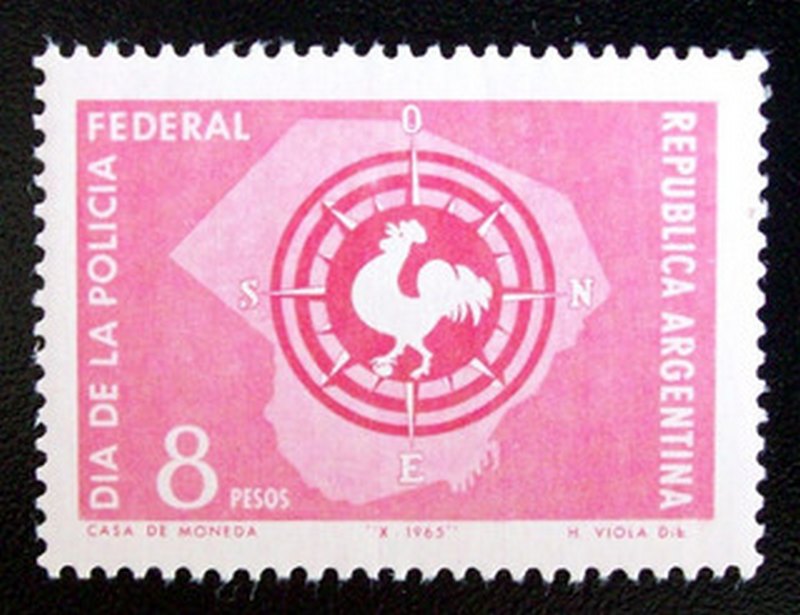 DIA DE LA POLICIA
FEDERAL
REPUBLICA ARGENTINA
O
S
N
E
8 PESOS
CASA DE MONEDA "X-1965" H. VIOLA Dib.